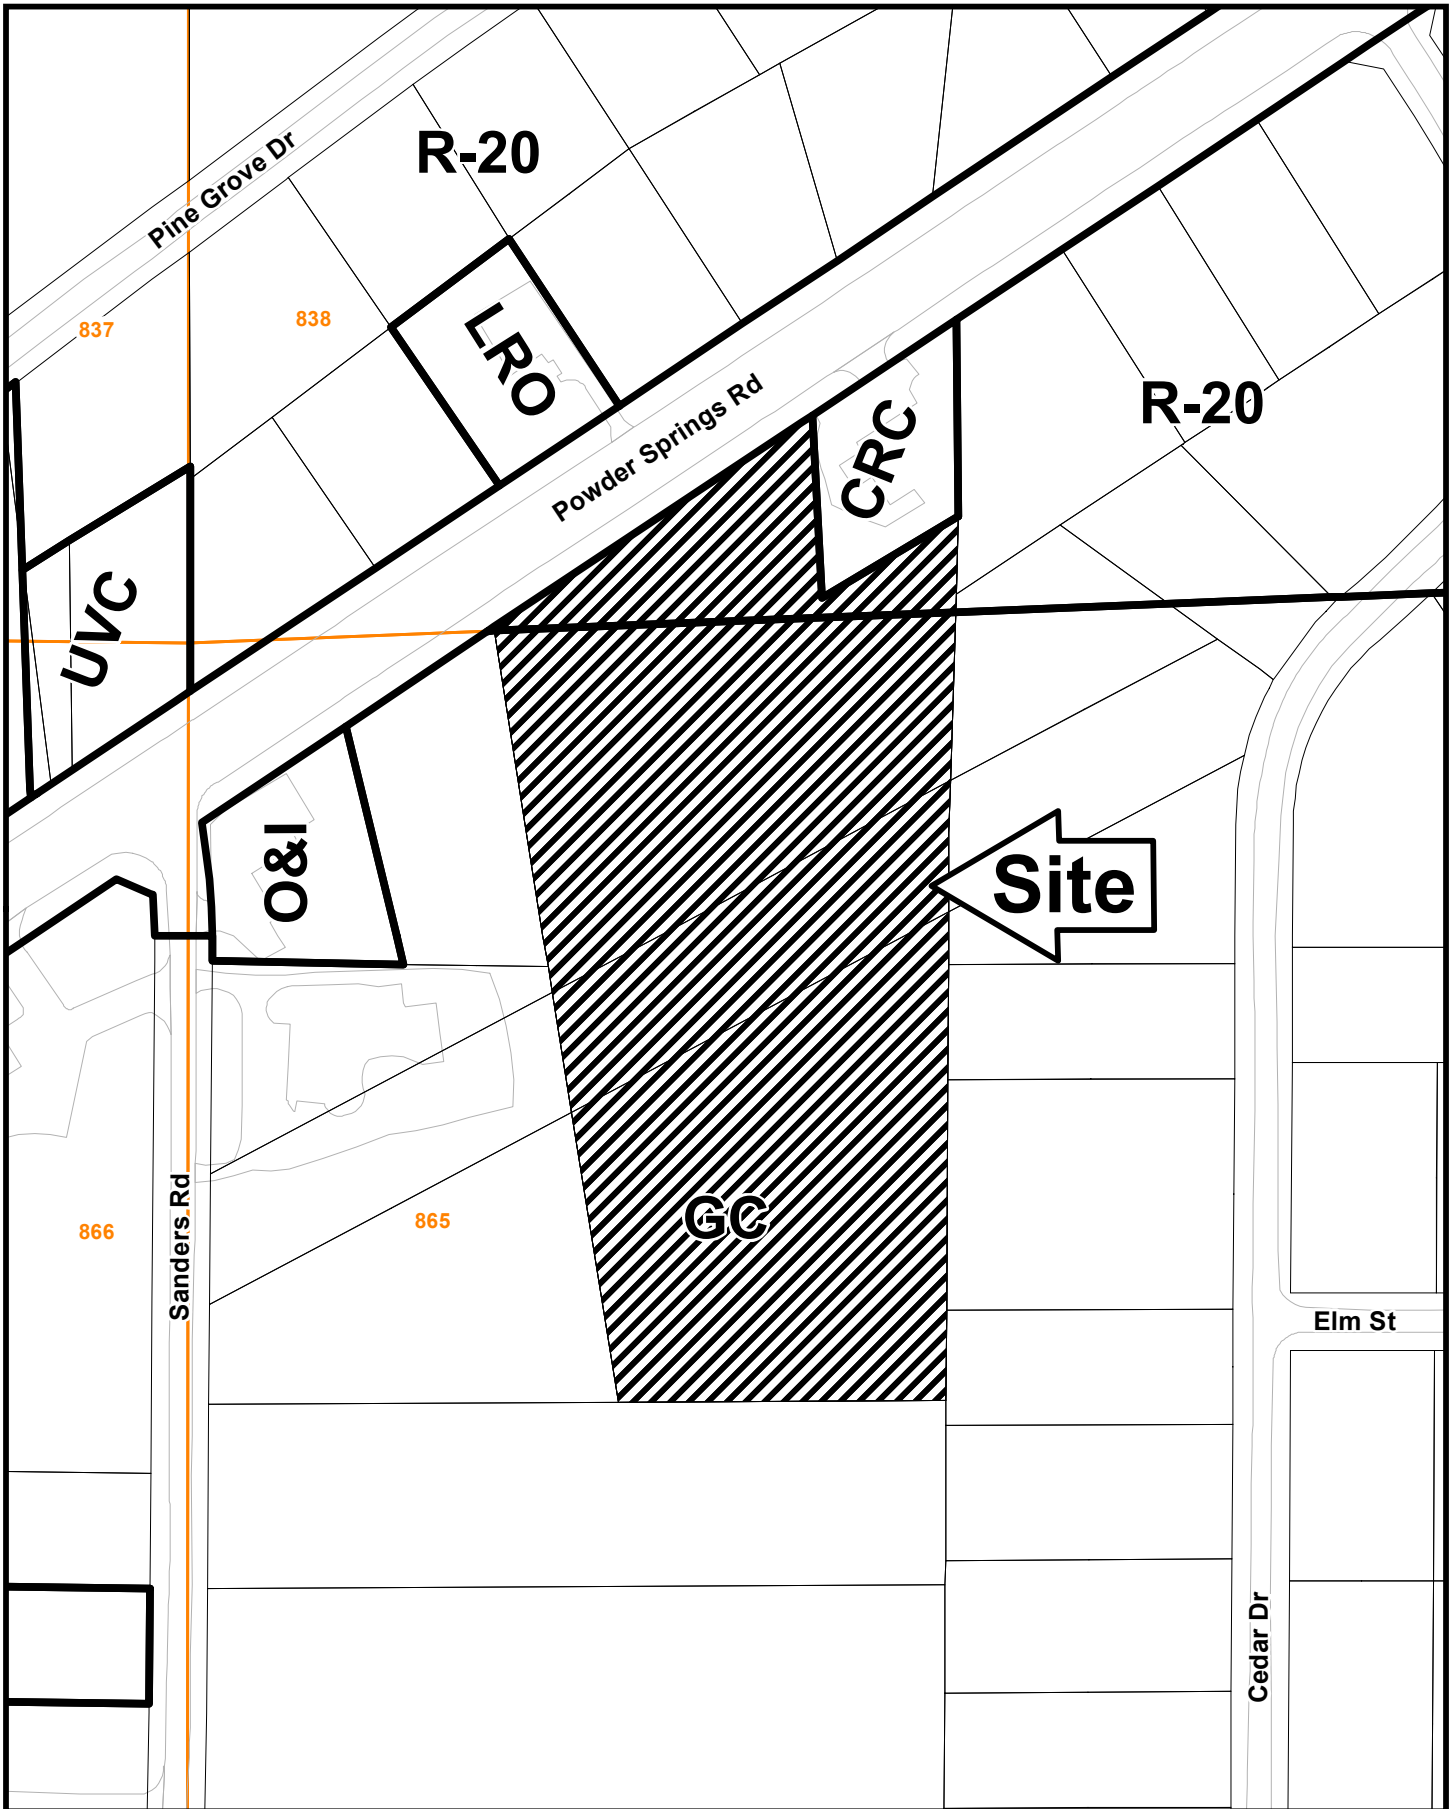 Pine Grove Dr
R-20
837
838
LRO
Powder Springs Rd
CRC
R-20
UVC
O&I
Site
866
Sanders Rd
865
GC
Elm St
Cedar Dr